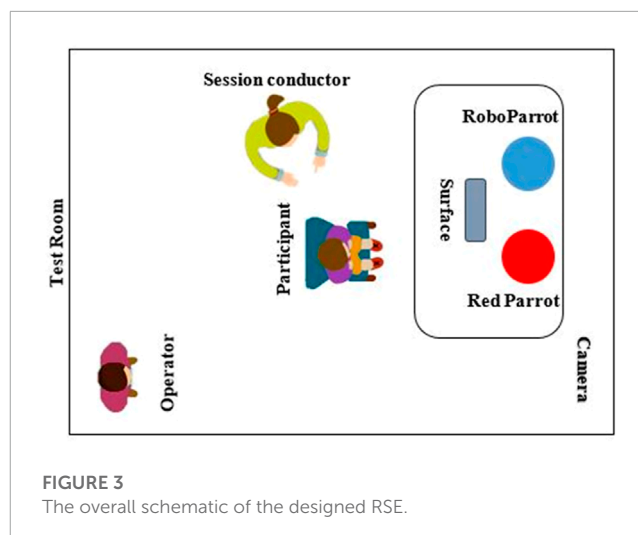 Session conductor
RoboParrot
Surface
Test Room
Participant
Red Parrot
Operator
Camera
FIGURE 3
The overall schematic of the designed RSE.